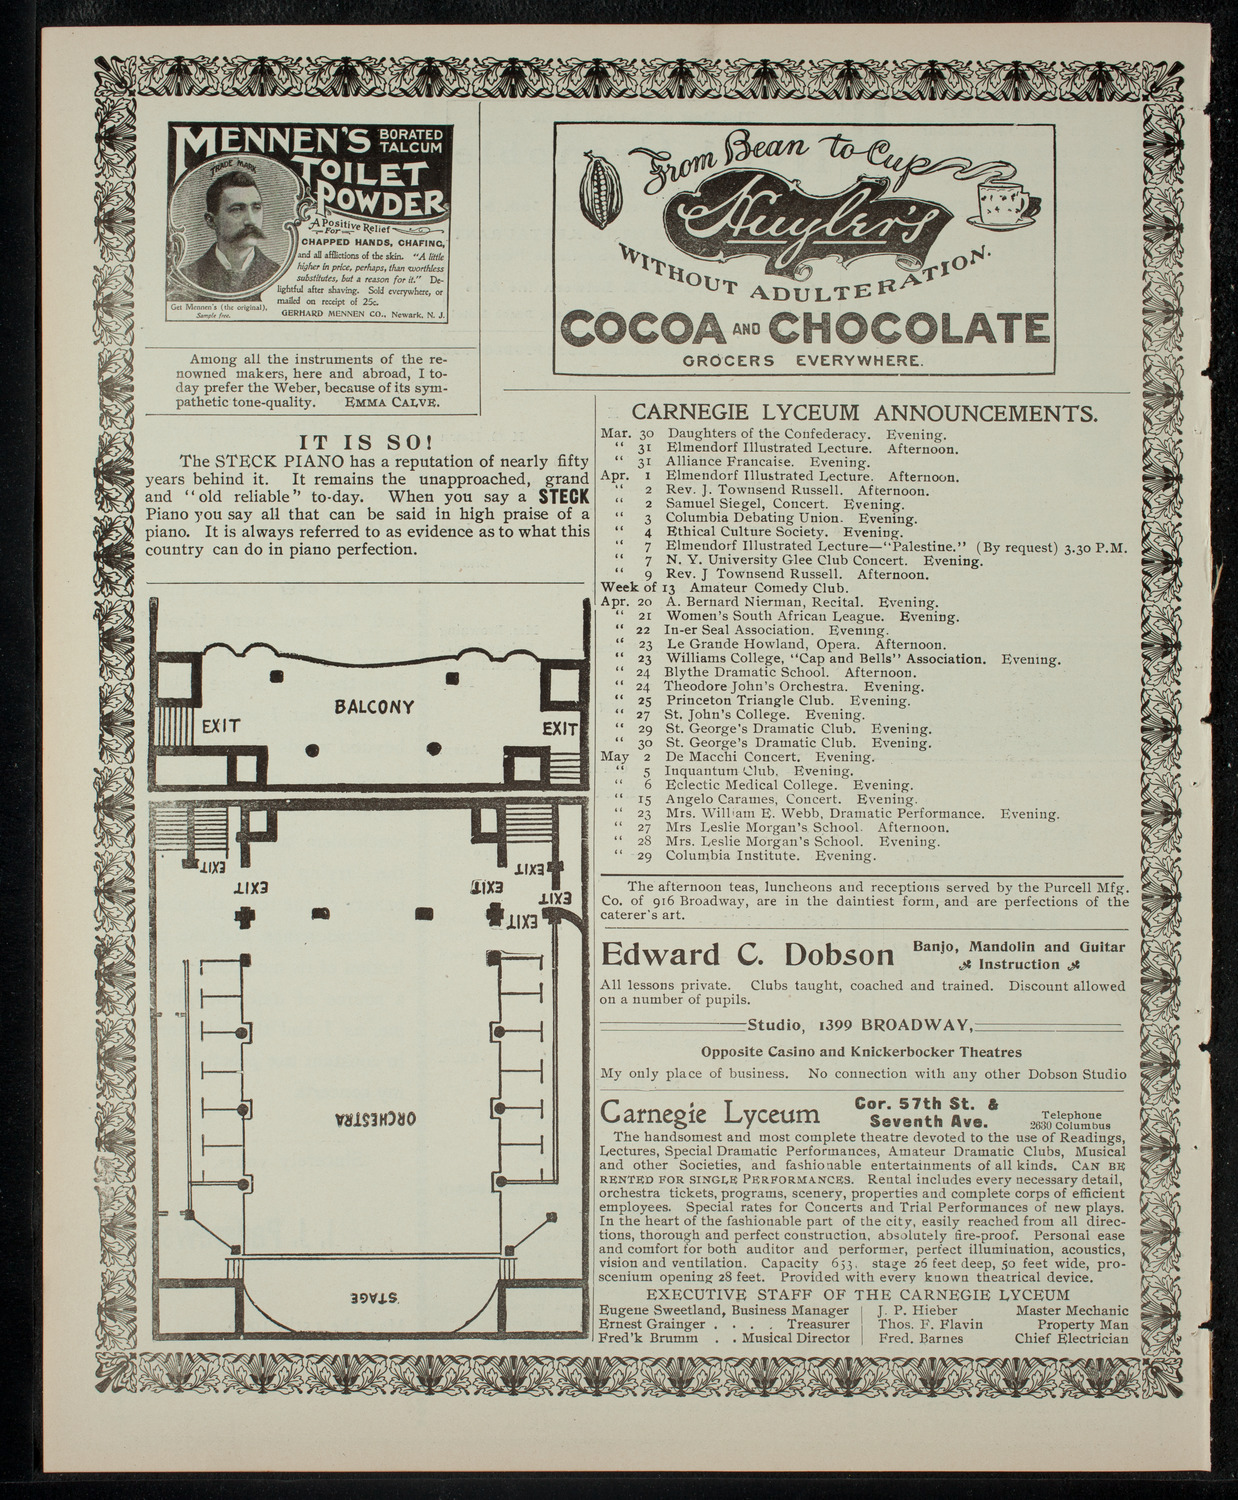 MENNEN'S BORATED TALCUM
TOILET
POWDER
TRADE MARK
A Positive Relief
For
CHAPPED HANDS, CHAFING,
and all afflictions of the skin. "A little
higher in price, perhaps, than worthless
substitutes, but a reason for it." De-
lightful after shaving. Sold everywhere, or
mailed on receipt of 25c.
GERHARD MENNEN CO., Newark, N. J.
Get Mennen's (the original),
Sample free.
From Bean to Cup
Huyler's
WITHOUT ADULTERATION.
COCOA AND CHOCOLATE
GROCERS EVERYWHERE.
Among all the instruments of the re-
nowned makers, here and abroad, I to-
day prefer the Weber, because of its sym-
pathetic tone-quality. EMMA CALVE.
IT IS SO!
The STECK PIANO has a reputation of nearly fifty
years behind it. It remains the unapproached, grand
and "old reliable" to-day. When you say a STECK
Piano you say all that can be said in high praise of a
piano. It is always referred to as evidence as to what this
country can do in piano perfection.
BALCONY
EXIT
EXIT
EXIT
EXIT
EXIT
EXIT
EXIT
EXIT
ORCHESTRA
STAGE
CARNEGIE LYCEUM ANNOUNCEMENTS.
Mar. 30 Daughters of the Confederacy. Evening.
" 31 Elmendorf Illustrated Lecture. Afternoon.
" 31 Alliance Francaise. Evening.
Apr. 1 Elmendorf Illustrated Lecture. Afternoon.
" 2 Rev. J. Townsend Russell. Afternoon.
" 2 Samuel Siegel, Concert. Evening.
" 3 Columbia Debating Union. Evening.
" 4 Ethical Culture Society. Evening.
" 7 Elmendorf Illustrated Lecture—"Palestine." (By request) 3.30 P.M.
" 7 N. Y. University Glee Club Concert. Evening.
" 9 Rev. J Townsend Russell. Afternoon.
Week of 13 Amateur Comedy Club.
Apr. 20 A. Bernard Nierman, Recital. Evening.
" 21 Women's South African League. Evening.
" 22 In-er Seal Association. Evening.
" 23 Le Grande Howland, Opera. Afternoon.
" 23 Williams College, "Cap and Bells" Association. Evening.
" 24 Blythe Dramatic School. Afternoon.
" 24 Theodore John's Orchestra. Evening.
" 25 Princeton Triangle Club. Evening.
" 27 St. John's College. Evening.
" 29 St. George's Dramatic Club. Evening.
" 30 St. George's Dramatic Club. Evening.
May 2 De Macchi Concert. Evening.
" 5 Inquantum Club. Evening.
" 6 Eclectic Medical College. Evening.
" 15 Angelo Carames, Concert. Evening.
" 23 Mrs. William E. Webb, Dramatic Performance. Evening.
" 27 Mrs Leslie Morgan's School. Afternoon.
" 28 Mrs. Leslie Morgan's School. Evening.
" 29 Columbia Institute. Evening.
The afternoon teas, luncheons and receptions served by the Purcell Mfg.
Co. of 916 Broadway, are in the daintiest form, and are perfections of the
caterer's art.
Edward C. Dobson Banjo, Mandolin and Guitar
Instruction
All lessons private. Clubs taught, coached and trained. Discount allowed
on a number of pupils.
Studio, 1399 BROADWAY,
Opposite Casino and Knickerbocker Theatres
My only place of business. No connection with any other Dobson Studio
Carnegie Lyceum Cor. 57th St. & Seventh Ave. Telephone 2630 Columbus
The handsomest and most complete theatre devoted to the use of Readings,
Lectures, Special Dramatic Performances, Amateur Dramatic Clubs, Musical
and other Societies, and fashionable entertainments of all kinds. CAN BE
RENTED FOR SINGLE PERFORMANCES. Rental includes every necessary detail,
orchestra tickets, programs, scenery, properties and complete corps of efficient
employees. Special rates for Concerts and Trial Performances of new plays.
In the heart of the fashionable part of the city, easily reached from all direc-
tions, thorough and perfect construction, absolutely fire-proof. Personal ease
and comfort for both auditor and performer, perfect illumination, acoustics,
vision and ventilation. Capacity 653, stage 26 feet deep, 50 feet wide, pro-
scenium opening 28 feet. Provided with every known theatrical device.
EXECUTIVE STAFF OF THE CARNEGIE LYCEUM
Eugene Sweetland, Business Manager J. P. Hieber Master Mechanic
Ernest Grainger . . . . Treasurer Thos. F. Flavin Property Man
Fred'k Brumm . . Musical Director Fred. Barnes Chief Electrician